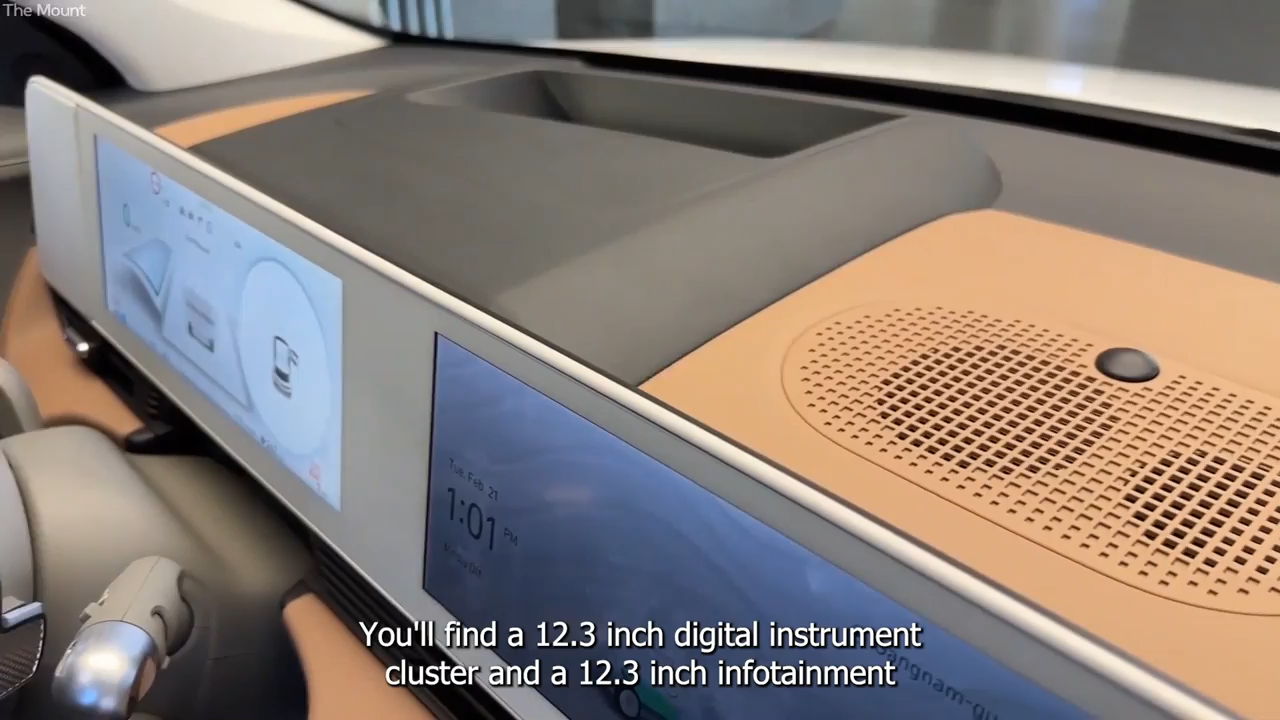 The Mount
Tue. Feb. 21
1:01 PM
You'll find a 12.3 inch digital instrument
cluster and a 12.3 inch infotainment